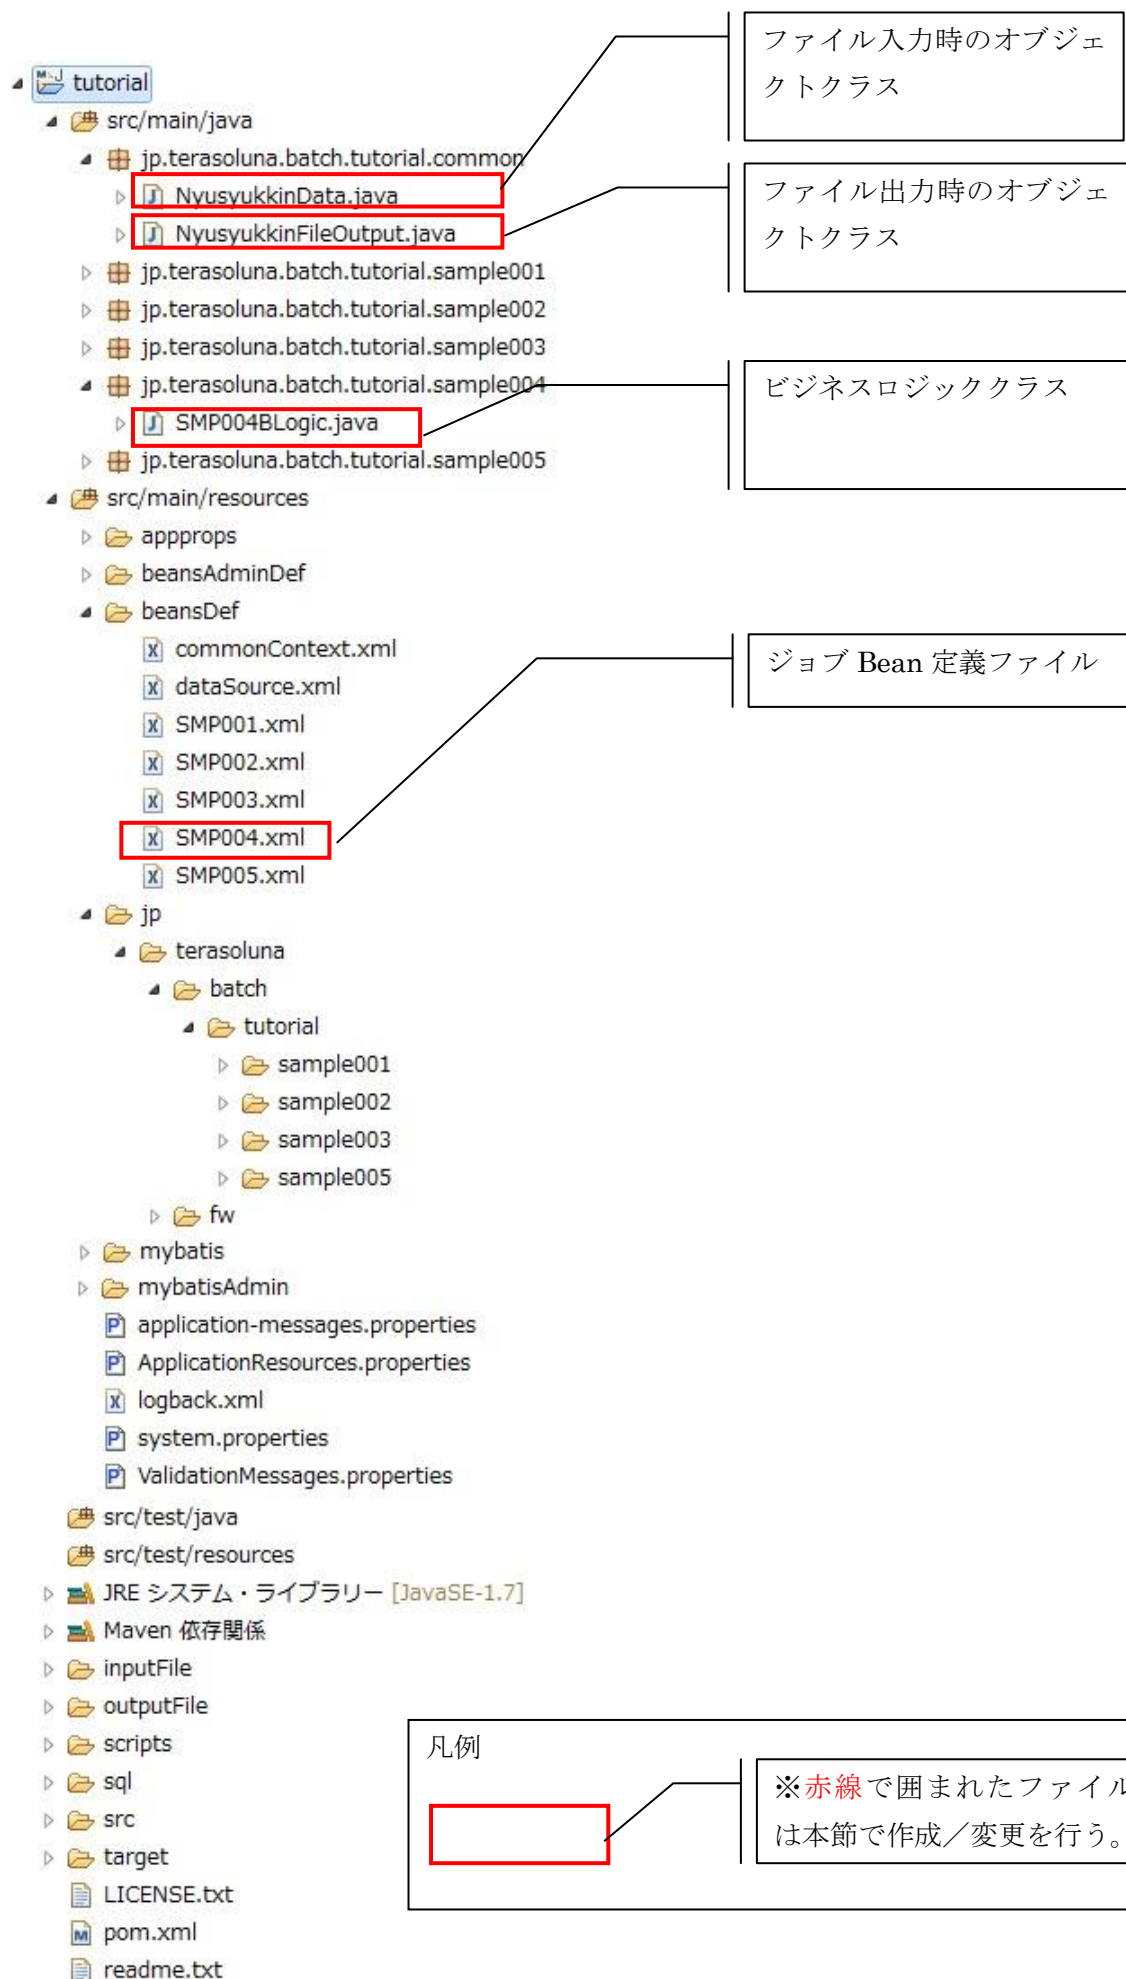 ファイル入力時のオブジェ
クトクラス
tutorial
src/main/java
jp.terasoluna.batch.tutorial.common
NyusyukkinData.java
ファイル出力時のオブジェ
クトクラス
NyusyukkinFileOutput.java
jp.terasoluna.batch.tutorial.sample001
jp.terasoluna.batch.tutorial.sample002
jp.terasoluna.batch.tutorial.sample003
jp.terasoluna.batch.tutorial.sample004
ビジネスロジッククラス
SMP004BLogic.java
jp.terasoluna.batch.tutorial.sample005
src/main/resources
appprops
beansAdminDef
beansDef
commonContext.xml
ジョブ Bean 定義ファイル
dataSource.xml
SMP001.xml
SMP002.xml
SMP003.xml
SMP004.xml
SMP005.xml
jp
terasoluna
batch
tutorial
sample001
sample002
sample003
sample005
fw
mybatis
mybatisAdmin
application-messages.properties
ApplicationResources.properties
logback.xml
system.properties
ValidationMessages.properties
src/test/java
src/test/resources
JRE システム・ライブラリー [JavaSE-1.7]
Maven 依存関係
inputFile
outputFile
scripts
sql
src
target
LICENSE.txt
pom.xml
readme.txt
凡例
※赤線で囲まれたファイル
は本節で作成／変更を行う。